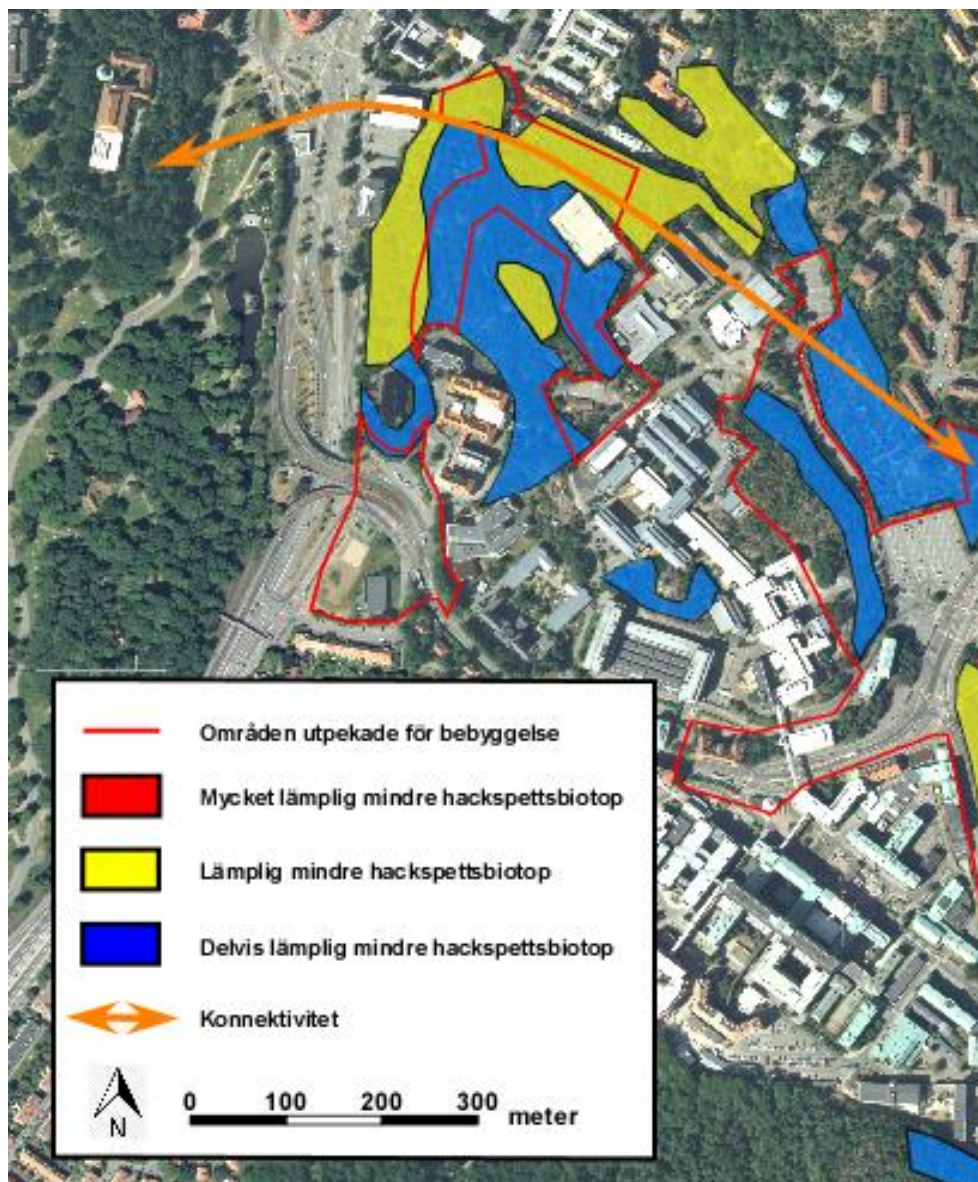 Områden utpekade för bebyggelse
Mycket lämplig mindre hackspettsbiotop
Lämplig mindre hackspettsbiotop
Delvis lämplig mindre hackspettsbiotop
Konnektivitet
0 100 200 300 meter
N